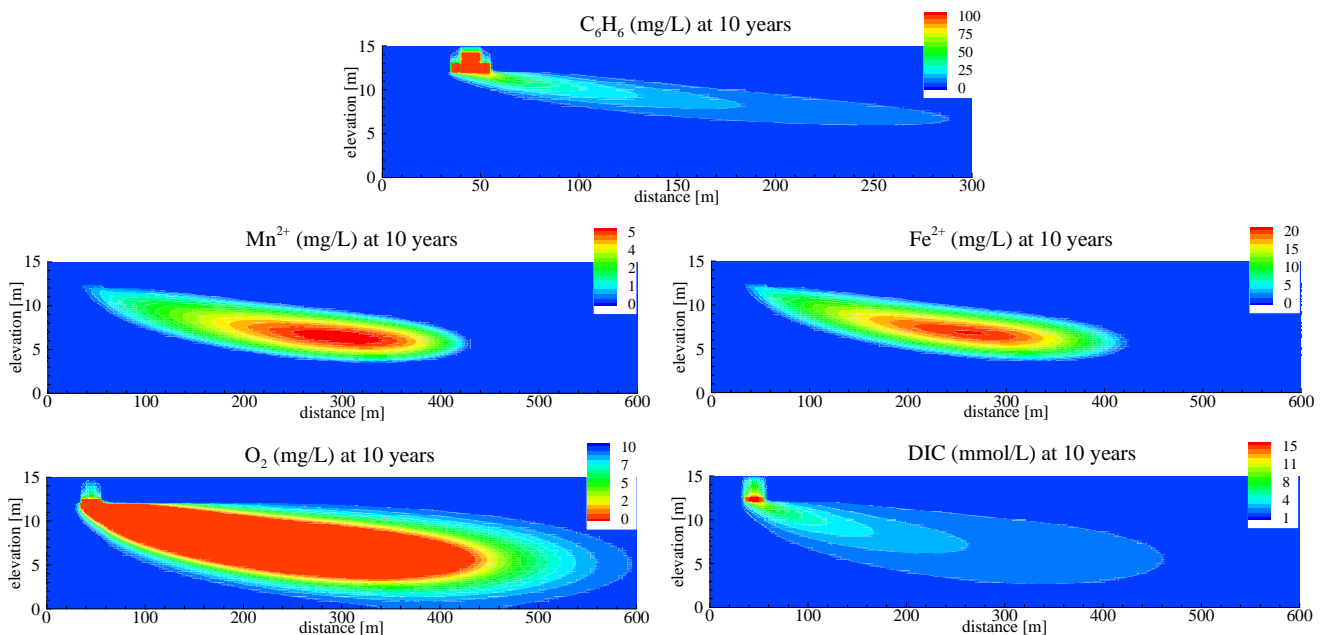 C₆H₆ (mg/L) at 10 years
100
75
50
25
0
15
10
5
0
elevation [m]
0 50 100 150 200 250 300
distance [m]
Mn²⁺ (mg/L) at 10 years
5
4
2
1
0
15
10
5
0
elevation [m]
0 100 200 300 400 500 600
distance [m]
Fe²⁺ (mg/L) at 10 years
20
15
10
5
0
15
10
5
0
elevation [m]
0 100 200 300 400 500 600
distance [m]
O₂ (mg/L) at 10 years
10
7
5
2
0
15
10
5
0
elevation [m]
0 100 200 300 400 500 600
distance [m]
DIC (mmol/L) at 10 years
15
11
8
4
1
15
10
5
0
elevation [m]
0 100 200 300 400 500 600
distance [m]